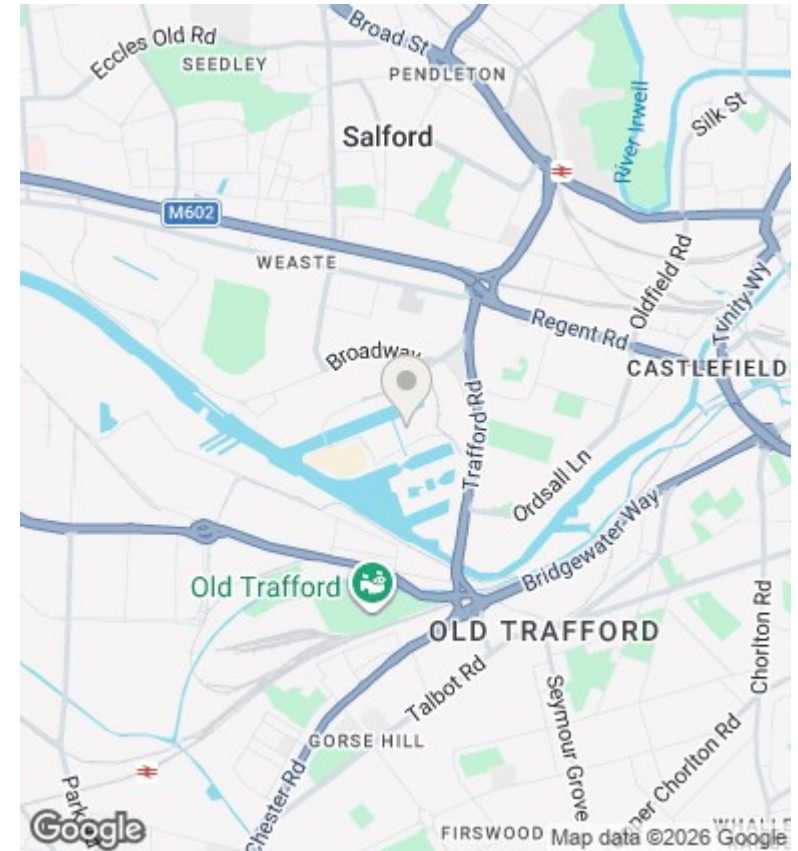 Broad St
Eccles Old Rd
SEEDLEY
PENDLETON
Silk St
Salford
River Irwell
M602
WEASTE
Oldfield Rd
Trinity Wy
Regent Rd
Broadway
CASTLEFIELD
Trafford Rd
Ordsall Ln
Bridgewater Way
Old Trafford
OLD TRAFFORD
Chorlton Rd
Talbot Rd
Seymour Grove
GORSE HILL
Chester Rd
Park
Chorlton Rd
Google
FIRSWOOD
Map data ©2026 Google